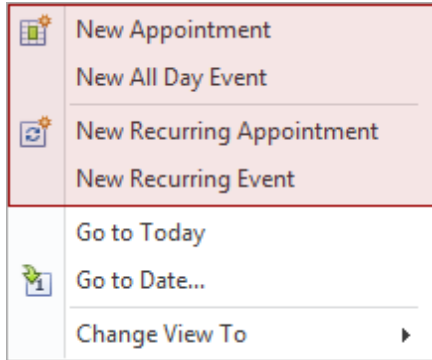 New Appointment
New All Day Event
New Recurring Appointment
New Recurring Event
Go to Today
1 Go to Date...
Change View To